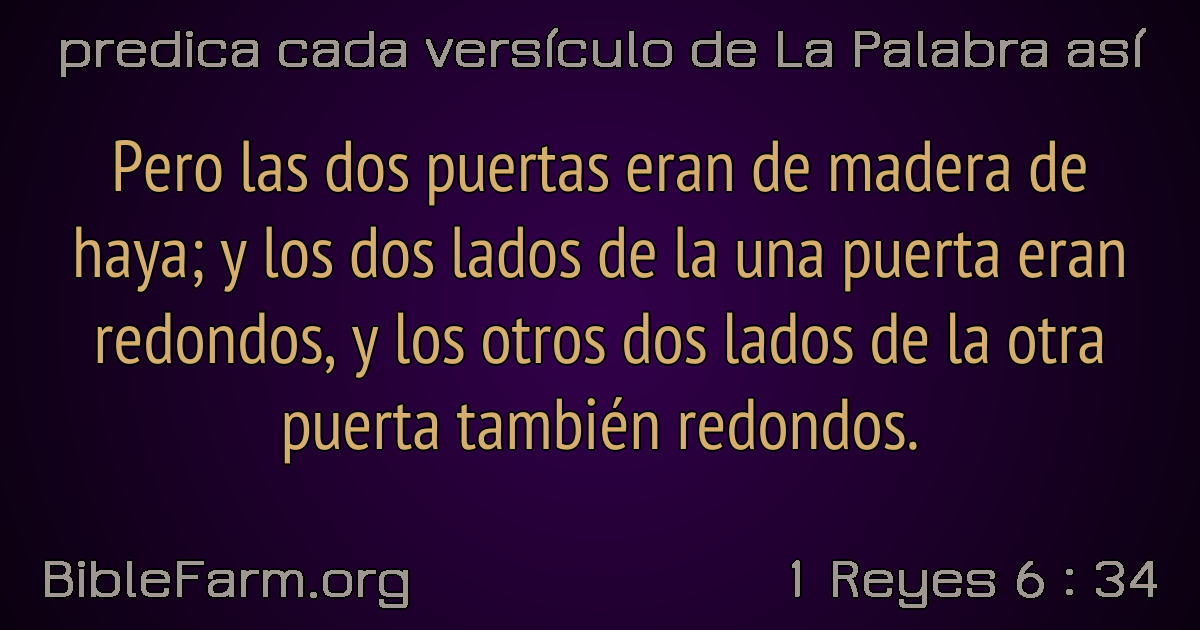 predica cada versículo de La Palabra así
Pero las dos puertas eran de madera de
haya; y los dos lados de la una puerta eran
redondos, y los otros dos lados de la otra
puerta también redondos.
BibleFarm.org
1 Reyes 6 : 34